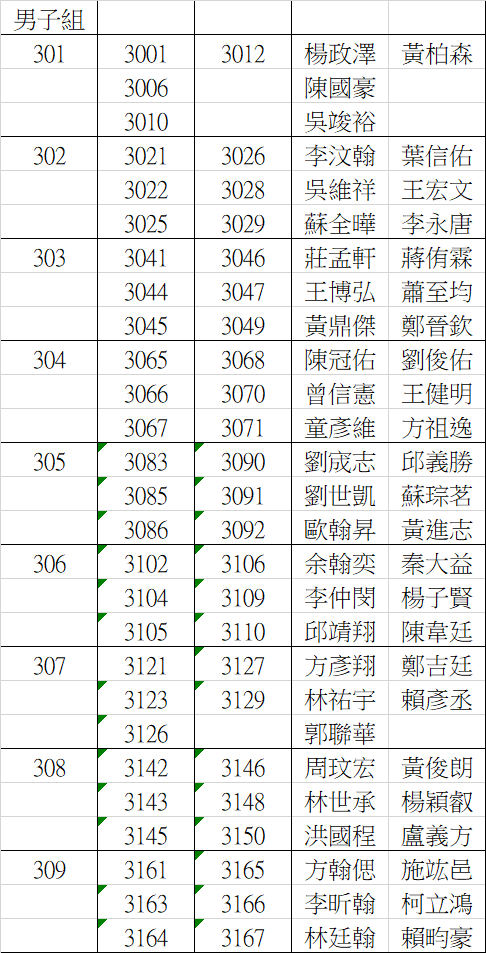 男子組
301 3001 3012 楊政澤 黃柏森
3006 陳國豪
3010 吳竣裕
302 3021 3026 李汶翰 葉信佑
3022 3028 吳維祥 王宏文
3025 3029 蘇全曄 李永唐
303 3041 3046 莊孟軒 蔣侑霖
3044 3047 王博弘 蕭至均
3045 3049 黃鼎傑 鄭晉欽
304 3065 3068 陳冠佑 劉俊佑
3066 3070 曾信憲 王健明
3067 3071 童彥維 方祖逸
305 3083 3090 劉宬志 邱義勝
3085 3091 劉世凱 蘇琮茗
3086 3092 歐翰昇 黃進志
306 3102 3106 余翰奕 秦大益
3104 3109 李仲閔 楊子賢
3105 3110 邱靖翔 陳韋廷
307 3121 3127 方彥翔 鄭吉廷
3123 3129 林祐宇 賴彥丞
3126 郭聯華
308 3142 3146 周玟宏 黃俊朗
3143 3148 林世承 楊穎叡
3145 3150 洪國程 盧義方
309 3161 3165 方翰偲 施竑邑
3163 3166 李昕翰 柯立鴻
3164 3167 林廷翰 賴畇豪